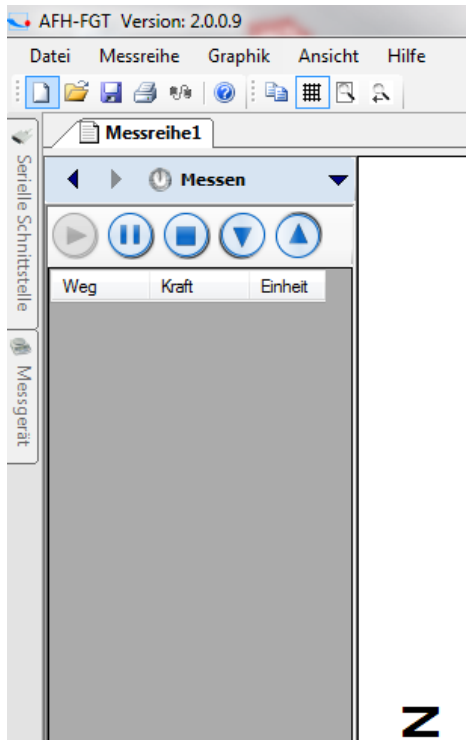 AFH-FGT Version: 2.0.0.9
Datei Messreihe Graphik Ansicht Hilfe
Messreihe1
Serielle Schnittstelle
Messgerät
Messen
Weg Kraft Einheit
N